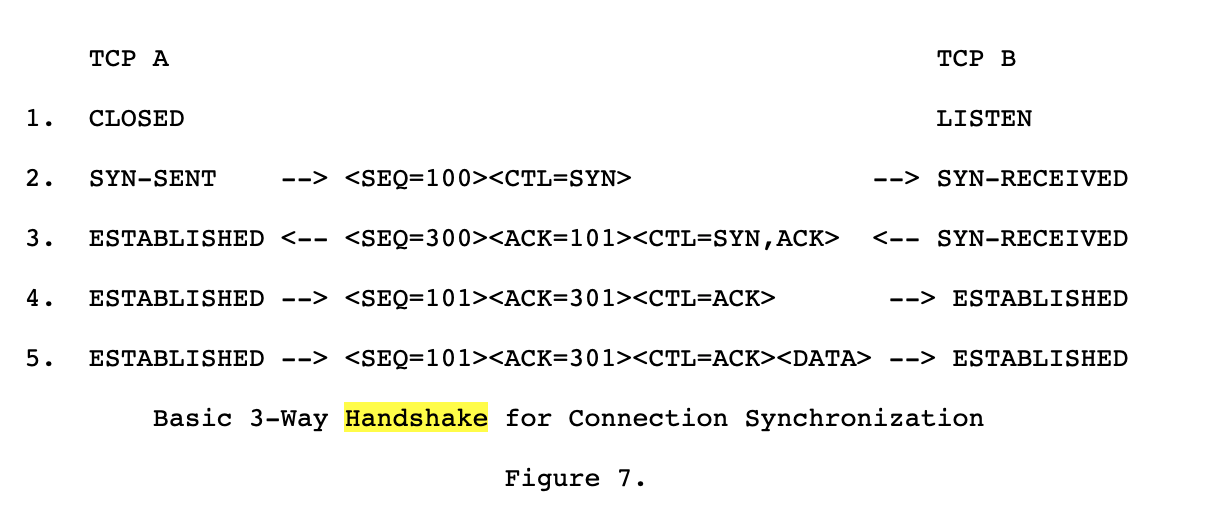 TCP A                                                TCP B
1.  CLOSED                                               LISTEN
2.  SYN-SENT    --> <SEQ=100><CTL=SYN>               --> SYN-RECEIVED
3.  ESTABLISHED <-- <SEQ=300><ACK=101><CTL=SYN,ACK>  <-- SYN-RECEIVED
4.  ESTABLISHED --> <SEQ=101><ACK=301><CTL=ACK>       --> ESTABLISHED
5.  ESTABLISHED --> <SEQ=101><ACK=301><CTL=ACK><DATA> --> ESTABLISHED
Basic 3-Way Handshake for Connection Synchronization
Figure 7.